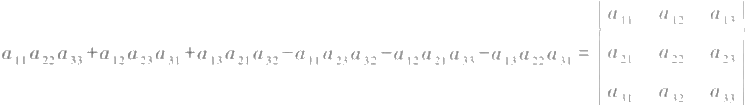 a₁₁a₂₂a₃₃+a₁₂a₂₃a₃₁+a₁₃a₂₁a₃₂−a₁₁a₂₃a₃₂−a₁₂a₂₁a₃₃−a₁₃a₂₂a₃₁ =
a₁₁ a₁₂ a₁₃
a₂₁ a₂₂ a₂₃
a₃₁ a₃₂ a₃₃